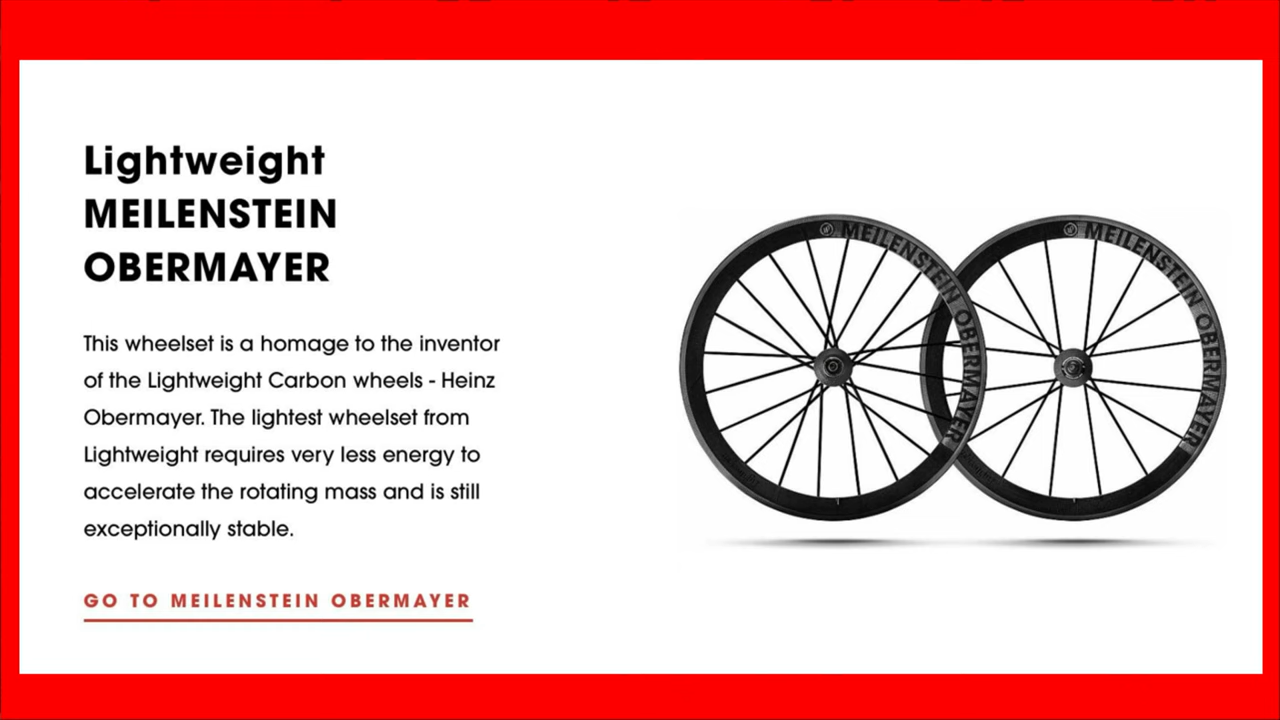 Lightweight
MEILENSTEIN
OBERMAYER
This wheelset is a homage to the inventor
of the Lightweight Carbon wheels - Heinz
Obermayer. The lightest wheelset from
Lightweight requires very less energy to
accelerate the rotating mass and is still
exceptionally stable.
GO TO MEILENSTEIN OBERMAYER
MEILENSTEIN OBERMAYER
MEILENSTEIN OBERMAYER